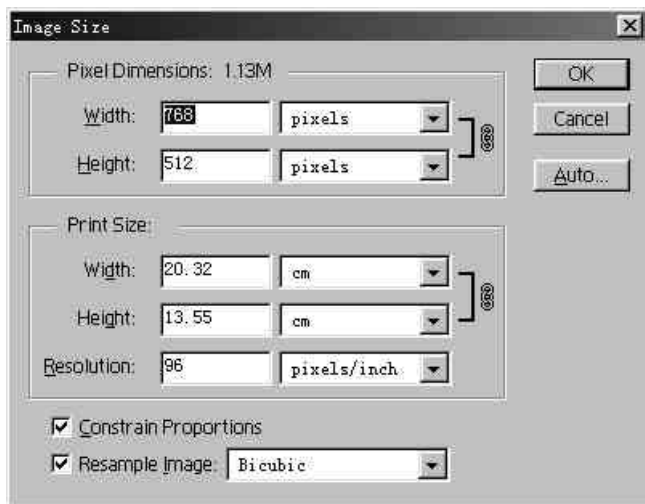 Image Size
Pixel Dimensions: 1.13M
OK
Width: 768 pixels
Cancel
Height: 512 pixels
Auto...
Print Size:
Width: 20.32 cm
Height: 13.55 cm
Resolution: 96 pixels/inch
Constrain Proportions
Resample Image: Bicubic